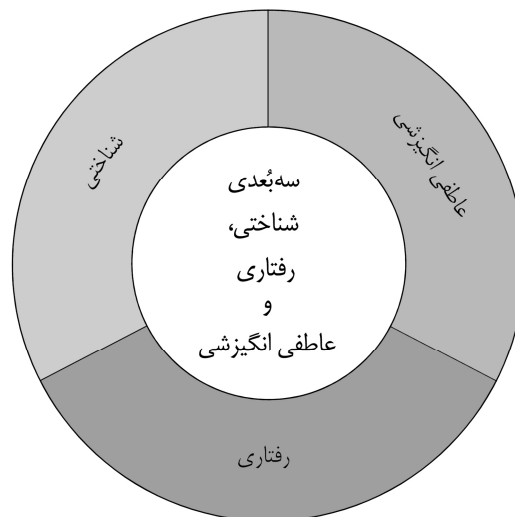 عاطفی انگیزشی
شناختی
سه‌بُعدی
شناختی،
رفتاری
و
عاطفی انگیزشی
رفتاری